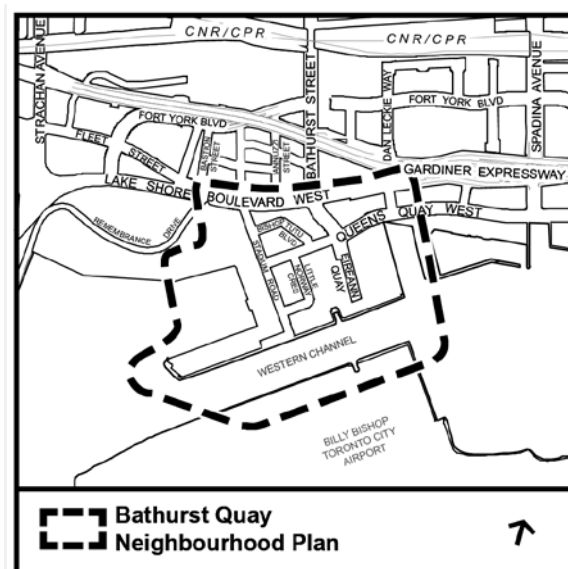 CNR/CPR
CNR/CPR
STRACHAN AVENUE
BATHURST STREET
DAN LECKIE WAY
SPADINA AVENUE
FORT YORK BLVD
FORT YORK BLVD
FLEET STREET
BASTION
STREET
IANNUZZI
STREET
GARDINER EXPRESSWAY
LAKE SHORE BOULEVARD WEST
REMEMBRANCE DRIVE
BISHOP TUTU
BLVD
QUEENS QUAY WEST
STADIUM ROAD
LITTLE
NORWAY
CRES
EIREANN
QUAY
WESTERN CHANNEL
BILLY BISHOP
TORONTO CITY
AIRPORT
Bathurst Quay
Neighbourhood Plan